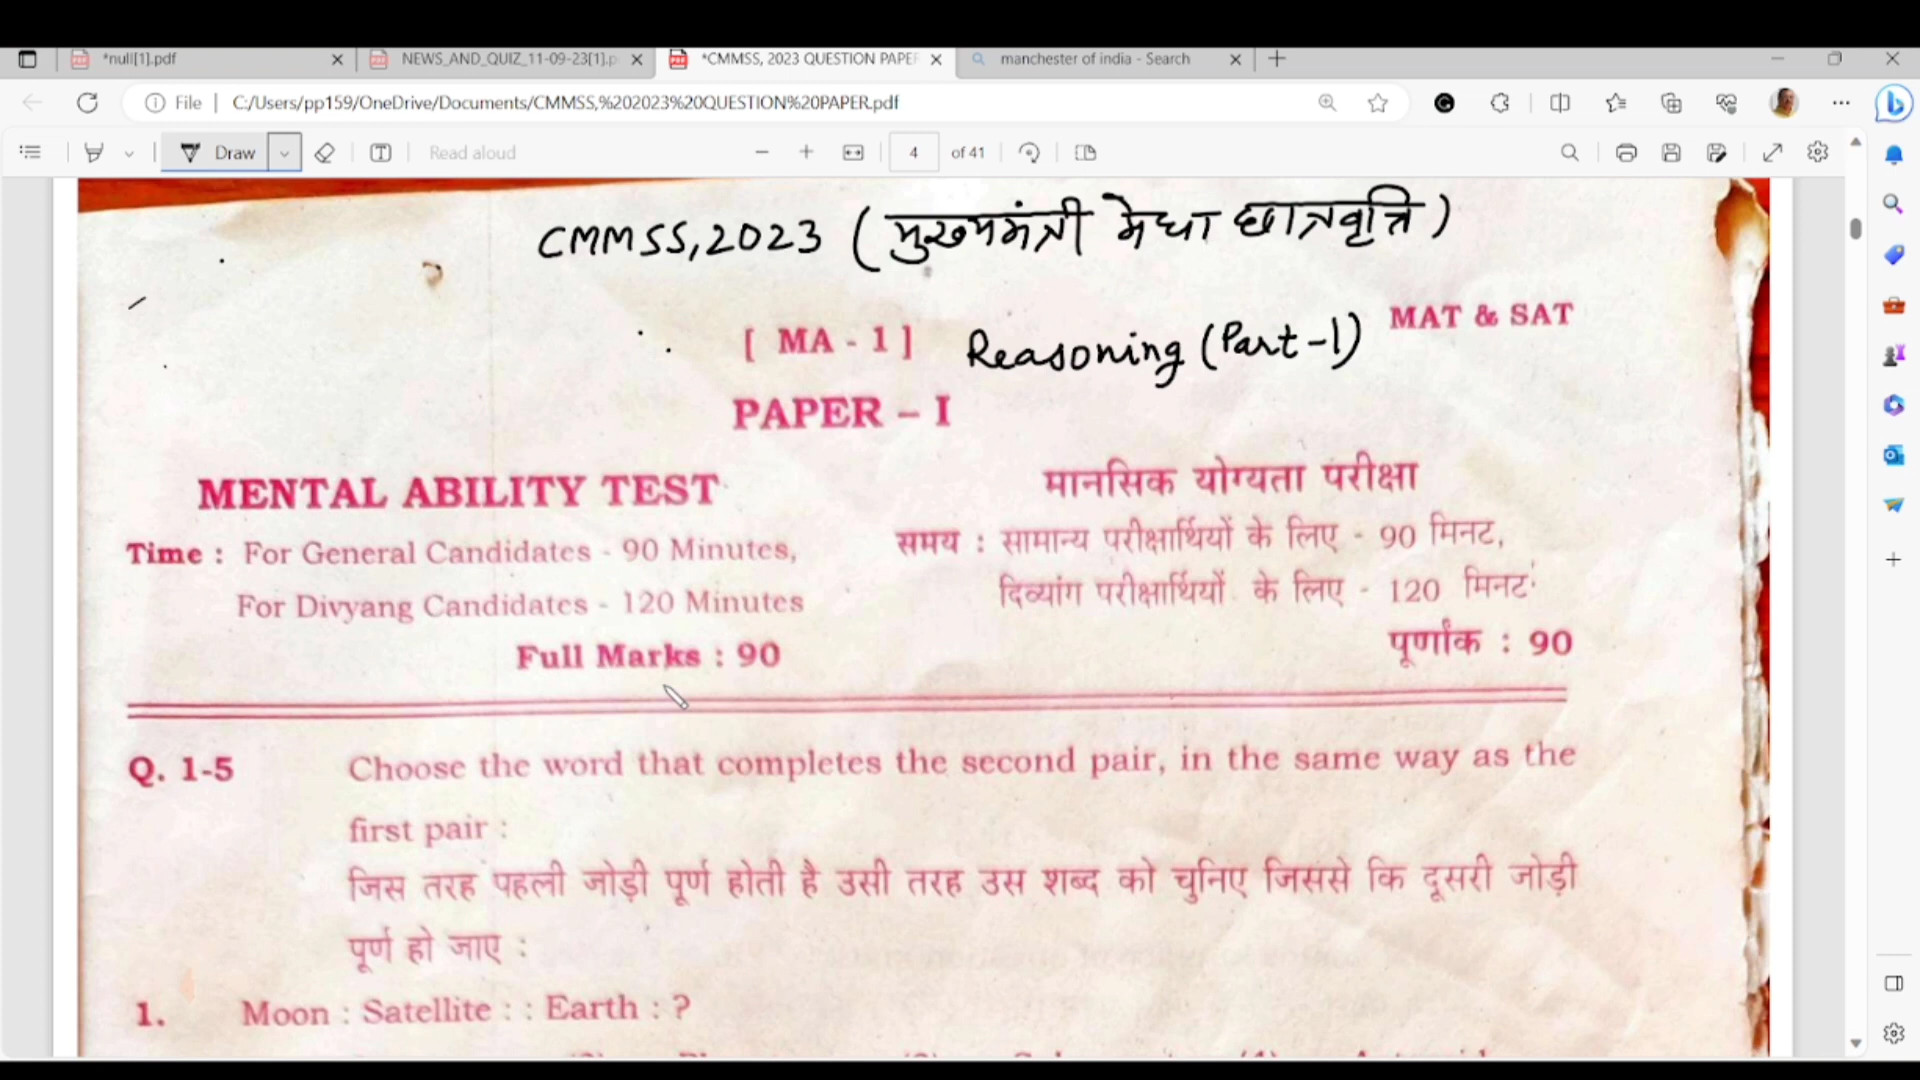 *null[1].pdf
NEWS_AND_QUIZ_11-09-23[1].p
*CMMSS, 2023 QUESTION PAPER
manchester of india - Search
File
C:/Users/pp159/OneDrive/Documents/CMMSS,%202023%20QUESTION%20PAPER.pdf
Draw
Read aloud
4
of 41
CMMSS,2023 (मुख्यमंत्री मेधा छात्रवृत्ति)
MAT & SAT
[ MA - 1 ] Reasoning (Part-1)
PAPER – I
MENTAL ABILITY TEST
मानसिक योग्यता परीक्षा
Time : For General Candidates - 90 Minutes,
समय : सामान्य परीक्षार्थियों के लिए - 90 मिनट,
For Divyang Candidates - 120 Minutes
दिव्यांग परीक्षार्थियों के लिए - 120 मिनट
Full Marks : 90
पूर्णांक : 90
Q. 1-5 Choose the word that completes the second pair, in the same way as the
first pair :
जिस तरह पहली जोड़ी पूर्ण होती है उसी तरह उस शब्द को चुनिए जिससे कि दूसरी जोड़ी
पूर्ण हो जाए :
1. Moon : Satellite : : Earth : ?